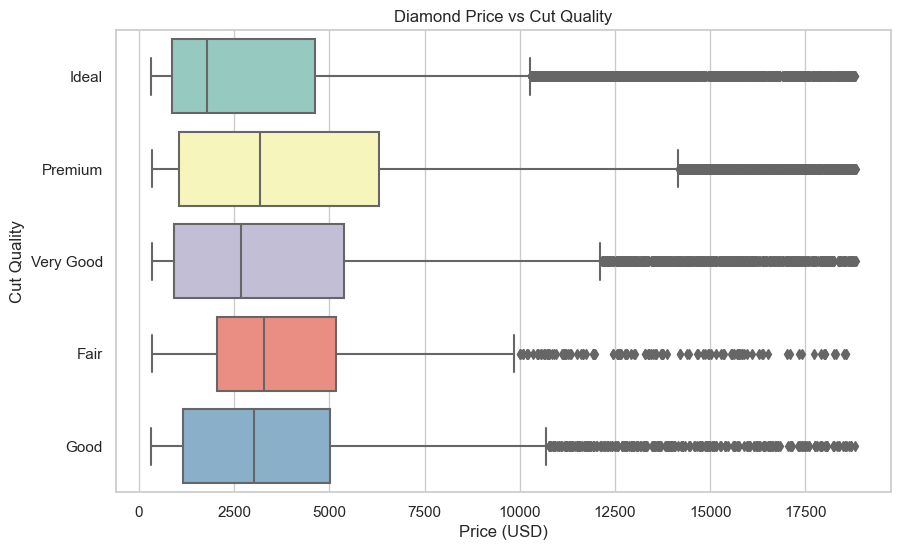 Diamond Price vs Cut Quality
Cut Quality
Ideal
Premium
Very Good
Fair
Good
0 2500 5000 7500 10000 12500 15000 17500
Price (USD)